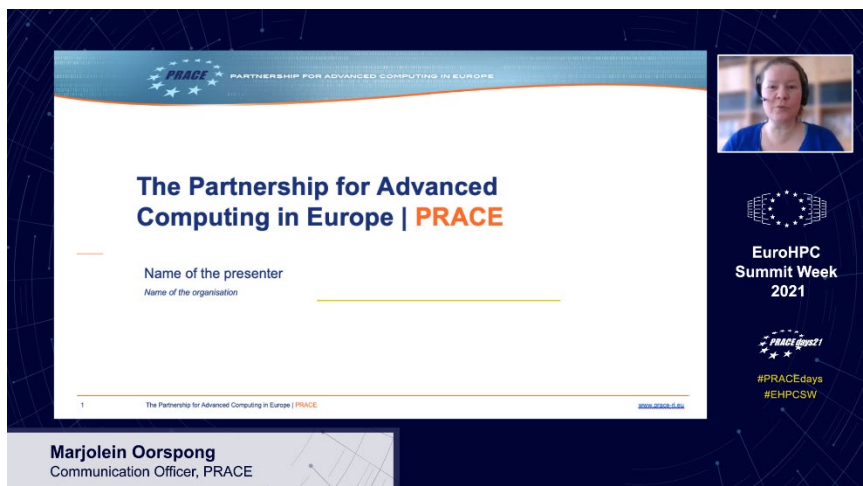 PRACE
PARTNERSHIP FOR ADVANCED COMPUTING IN EUROPE
The Partnership for Advanced
Computing in Europe | PRACE
Name of the presenter
Name of the organisation
1
The Partnership for Advanced Computing in Europe | PRACE
www.prace-ri.eu
EuroHPC
Summit Week
2021
PRACEdays21
#PRACEdays
#EHPCSW
Marjolein Oorspong
Communication Officer, PRACE